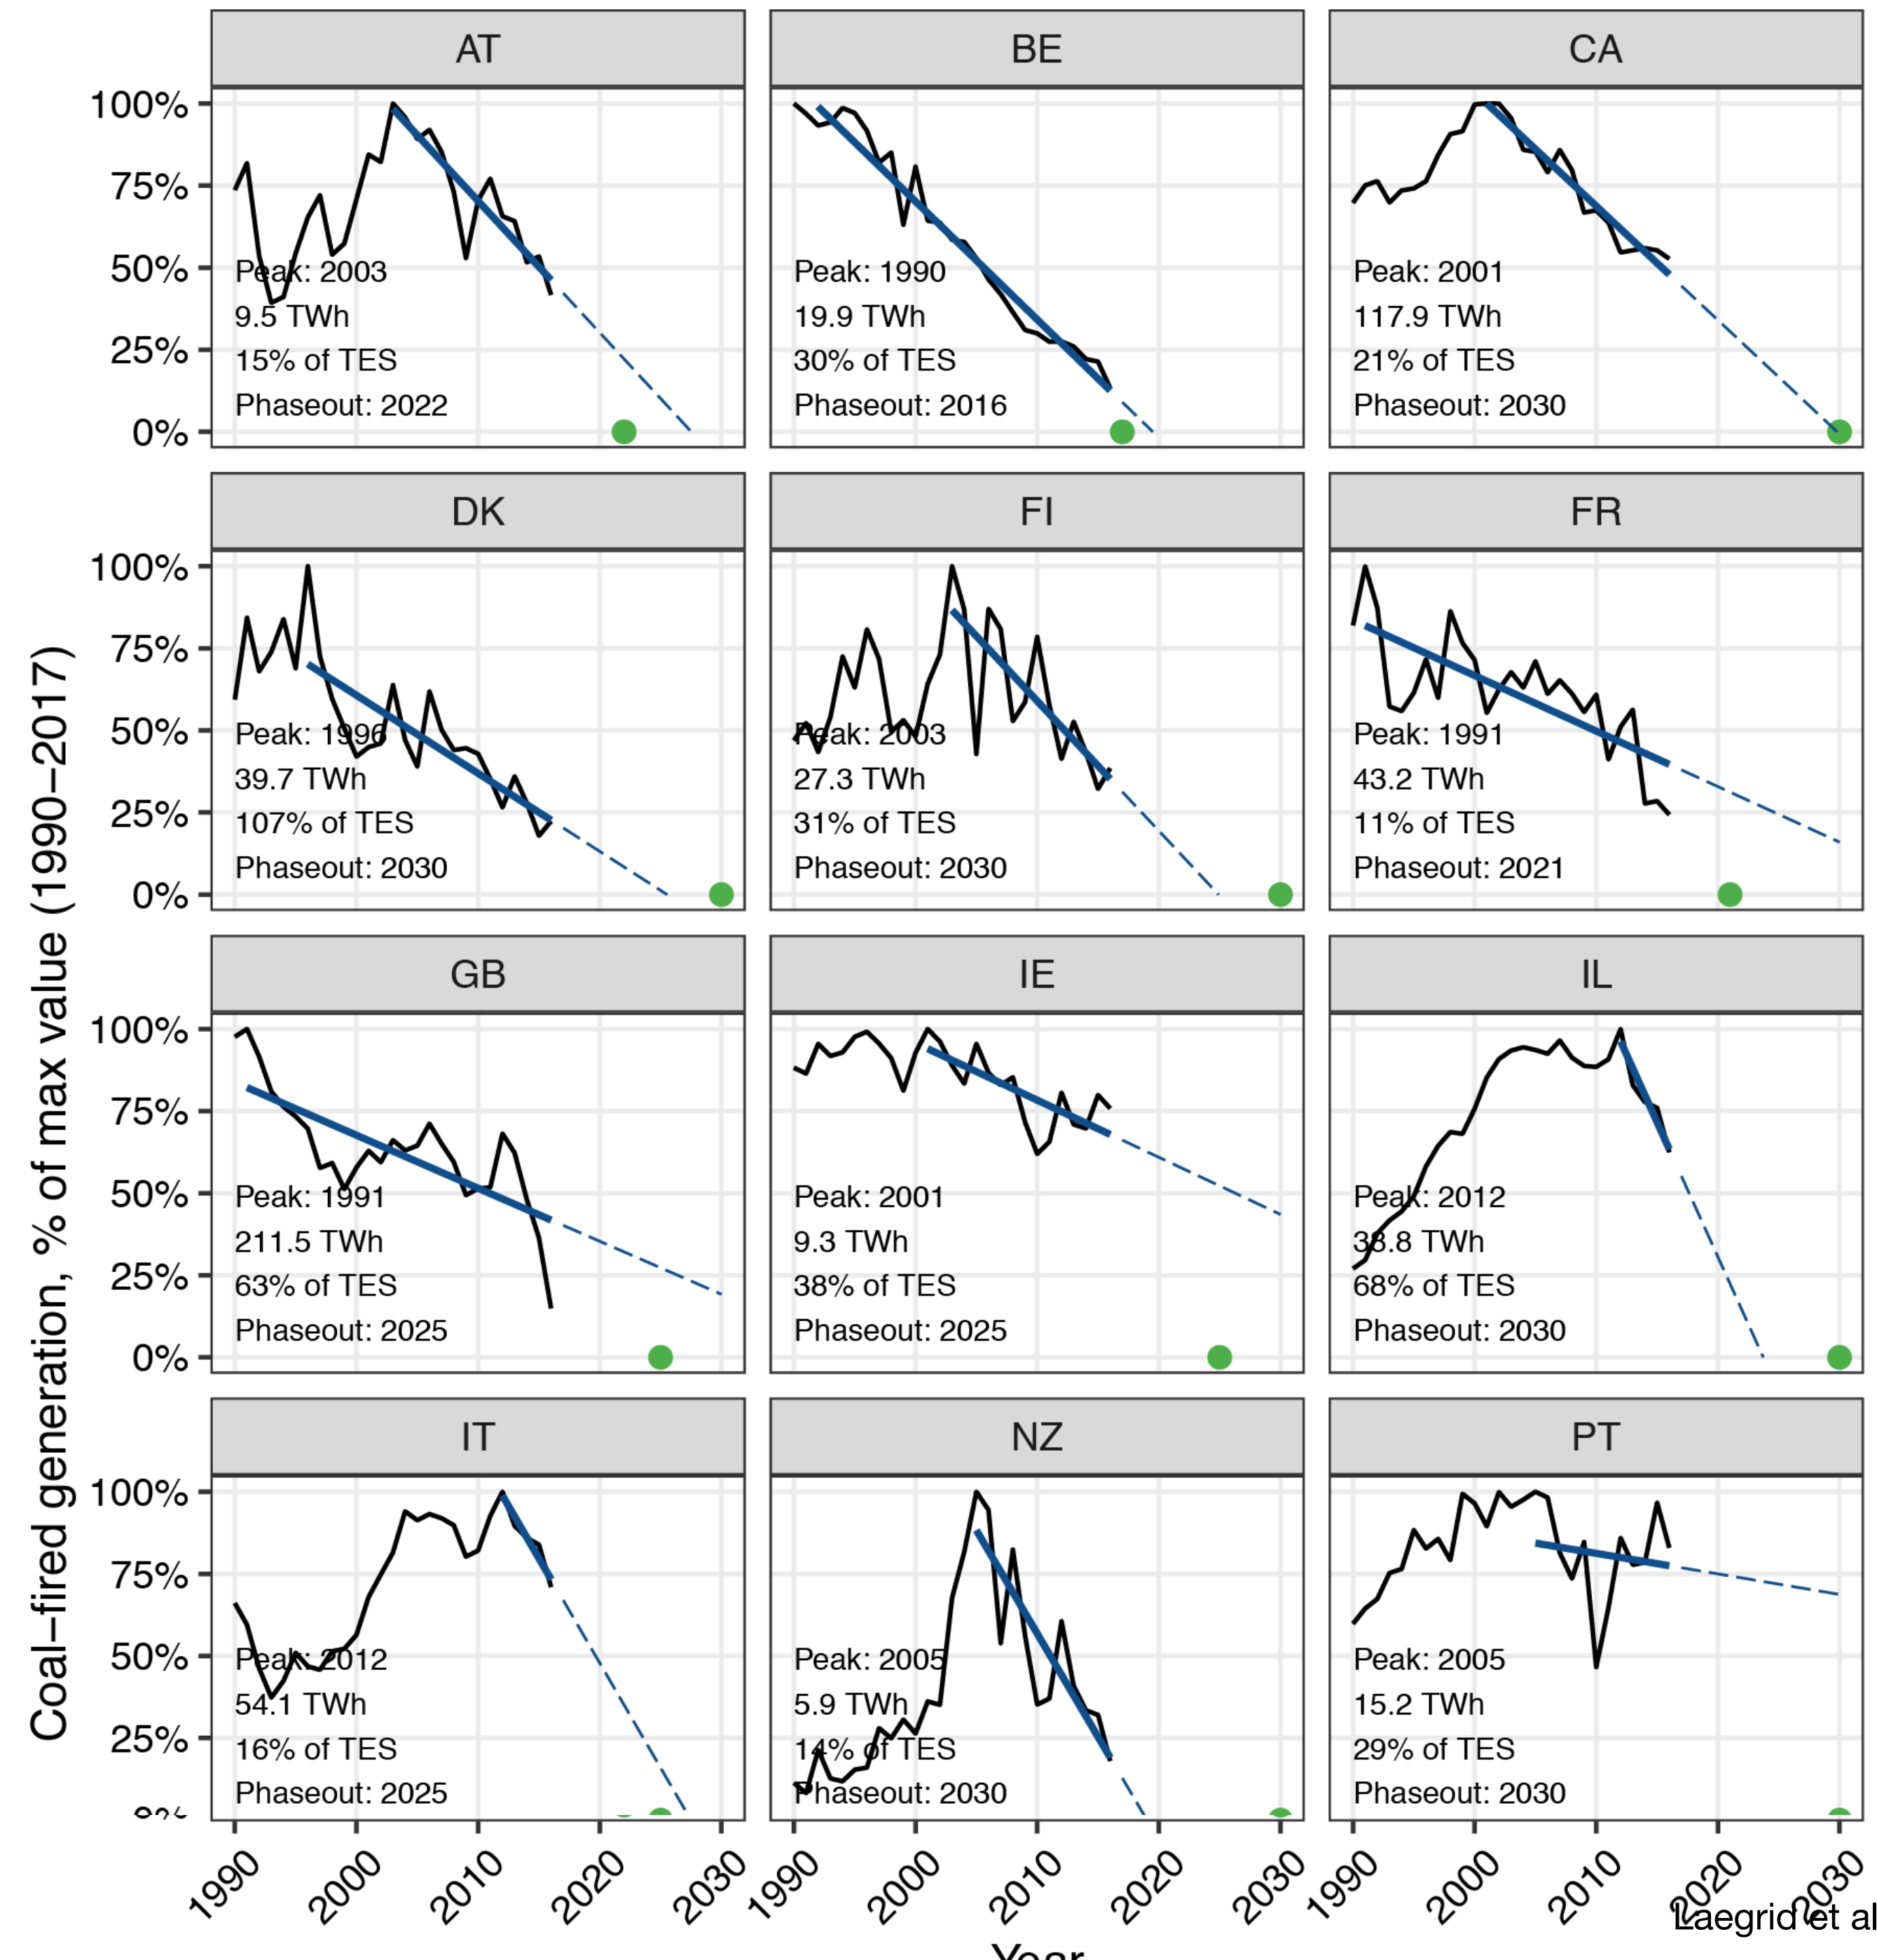 AT
BE
CA
100%
75%
50%
25%
0%
Peak: 2003
9.5 TWh
15% of TES
Phaseout: 2022
Peak: 1990
19.9 TWh
30% of TES
Phaseout: 2016
Peak: 2001
117.9 TWh
21% of TES
Phaseout: 2030
DK
FI
FR
100%
75%
50%
25%
0%
Peak: 1996
39.7 TWh
107% of TES
Phaseout: 2030
Peak: 2003
27.3 TWh
31% of TES
Phaseout: 2030
Peak: 1991
43.2 TWh
11% of TES
Phaseout: 2021
Coal–fired generation, % of max value (1990–2017)
GB
IE
IL
100%
75%
50%
25%
0%
Peak: 1991
211.5 TWh
63% of TES
Phaseout: 2025
Peak: 2001
9.3 TWh
38% of TES
Phaseout: 2025
Peak: 2012
38.8 TWh
68% of TES
Phaseout: 2030
IT
NZ
PT
100%
75%
50%
25%
0%
Peak: 2012
54.1 TWh
16% of TES
Phaseout: 2025
Peak: 2005
5.9 TWh
14% of TES
Phaseout: 2030
Peak: 2005
15.2 TWh
29% of TES
Phaseout: 2030
1990
2000
2010
2020
2030
1990
2000
2010
2020
2030
1990
2000
2010
2020
2030
Laegrid et al
Year